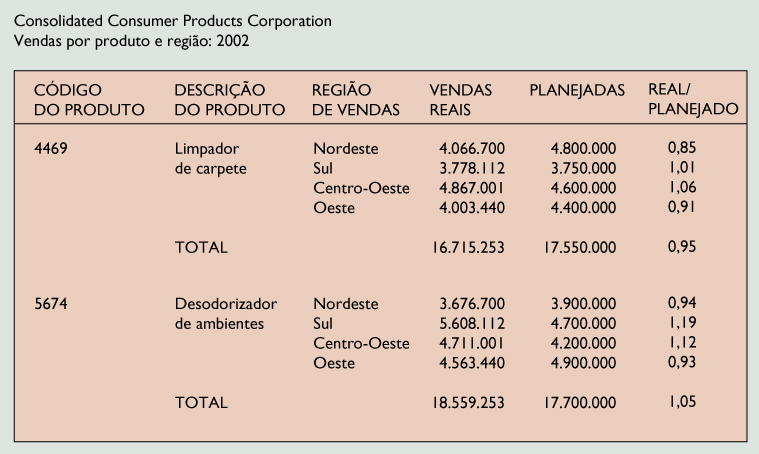 Consolidated Consumer Products Corporation
Vendas por produto e região: 2002
CÓDIGO DESCRIÇÃO REGIÃO VENDAS PLANEJADAS REAL/
DO PRODUTO DO PRODUTO DE VENDAS REAIS PLANEJADO
4469 Limpador Nordeste 4.066.700 4.800.000 0,85
de carpete Sul 3.778.112 3.750.000 1,01
Centro-Oeste 4.867.001 4.600.000 1,06
Oeste 4.003.440 4.400.000 0,91
TOTAL 16.715.253 17.550.000 0,95
5674 Desodorizador Nordeste 3.676.700 3.900.000 0,94
de ambientes Sul 5.608.112 4.700.000 1,19
Centro-Oeste 4.711.001 4.200.000 1,12
Oeste 4.563.440 4.900.000 0,93
TOTAL 18.559.253 17.700.000 1,05